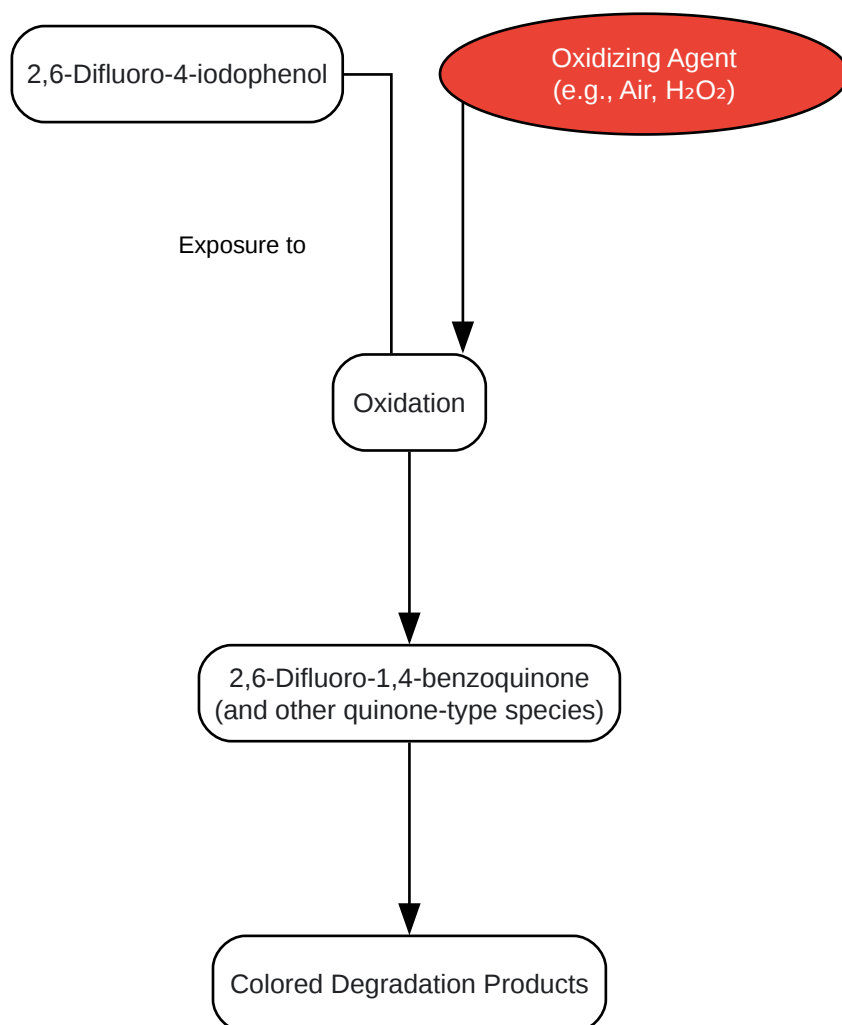 2,6-Difluoro-4-iodophenol
Oxidizing Agent
(e.g., Air, H₂O₂)
Exposure to
Oxidation
2,6-Difluoro-1,4-benzoquinone
(and other quinone-type species)
Colored Degradation Products